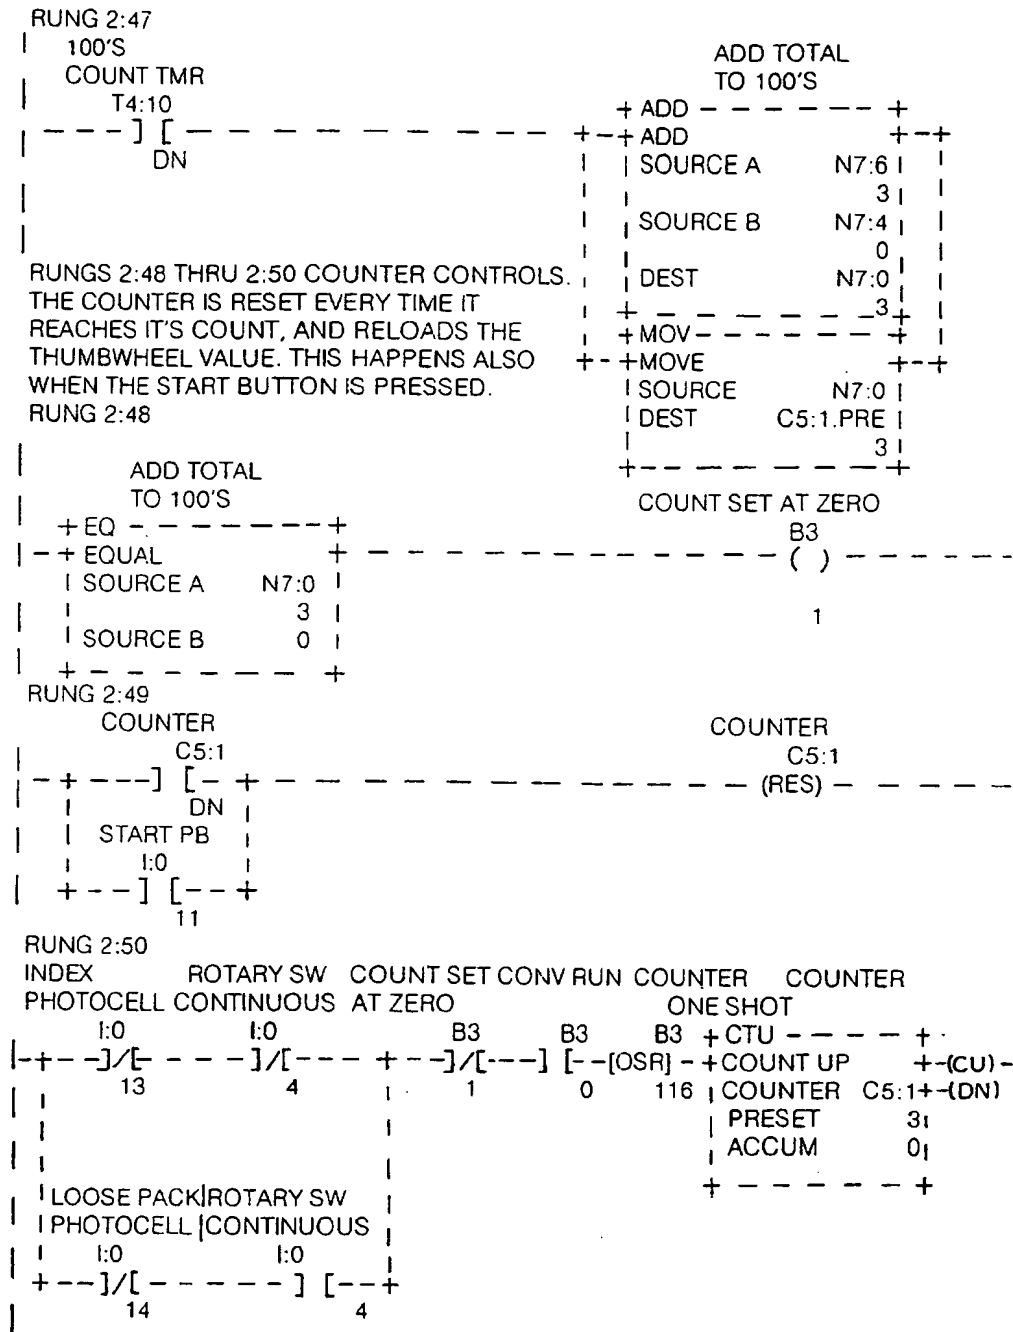 RUNG 2:47
100'S
COUNT TMR
T4:10
---] [---
DN
ADD TOTAL
TO 100'S
+ADD - - - - - - +
+--+ADD +--+
SOURCE A N7:6
3
SOURCE B N7:4
0
DEST N7:0
3
+MOV - - - - - - +
+--+MOVE +--+
SOURCE N7:0
DEST C5:1.PRE
3
RUNGS 2:48 THRU 2:50 COUNTER CONTROLS.
THE COUNTER IS RESET EVERY TIME IT
REACHES IT'S COUNT, AND RELOADS THE
THUMBWHEEL VALUE. THIS HAPPENS ALSO
WHEN THE START BUTTON IS PRESSED.
RUNG 2:48
ADD TOTAL
TO 100'S
+EQ - - - - - - - +
--+EQUAL +
SOURCE A N7:0
3
SOURCE B 0
COUNT SET AT ZERO
B3
( )
1
RUNG 2:49
COUNTER
C5:1
-+----] [--+
DN
START PB
I:0
+---] [---+
11
COUNTER
C5:1
(RES)
RUNG 2:50
INDEX ROTARY SW COUNT SET CONV RUN COUNTER COUNTER
PHOTOCELL CONTINUOUS AT ZERO ONE SHOT
I:0 I:0 B3 B3 B3 +CTU - - - - +
|-+---]/[- - - - ]/[- - - - + - -]/[---] [--[OSR]-+COUNT UP +-(CU)-
13 4 1 0 116 COUNTER C5:1+-(DN)
PRESET 3
ACCUM 0
LOOSE PACK|ROTARY SW
PHOTOCELL |CONTINUOUS
I:0 I:0
+---]/[- - - - - ] [--+
14 4